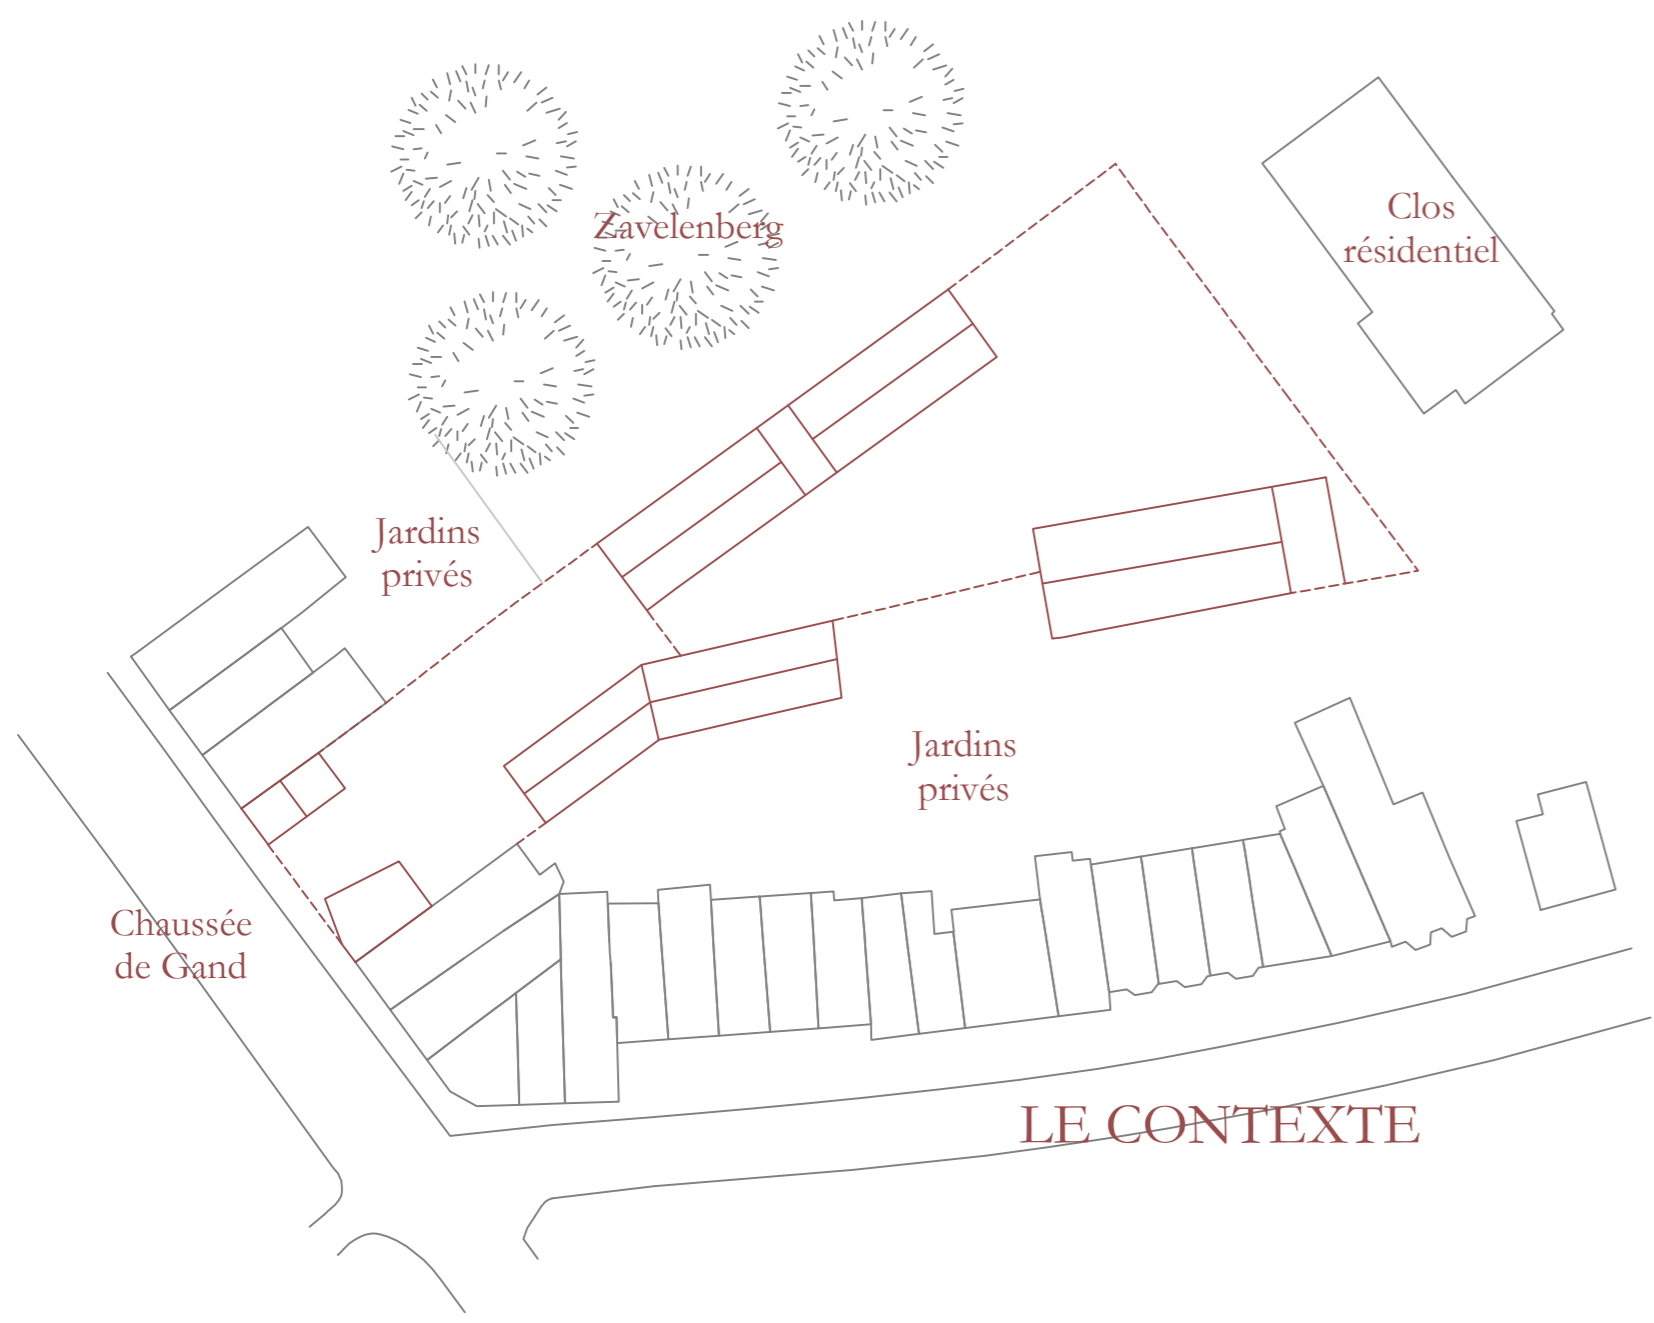 Zavelenberg
Clos
résidentiel
Jardins
privés
Jardins
privés
Chaussée
de Gand
LE CONTEXTE